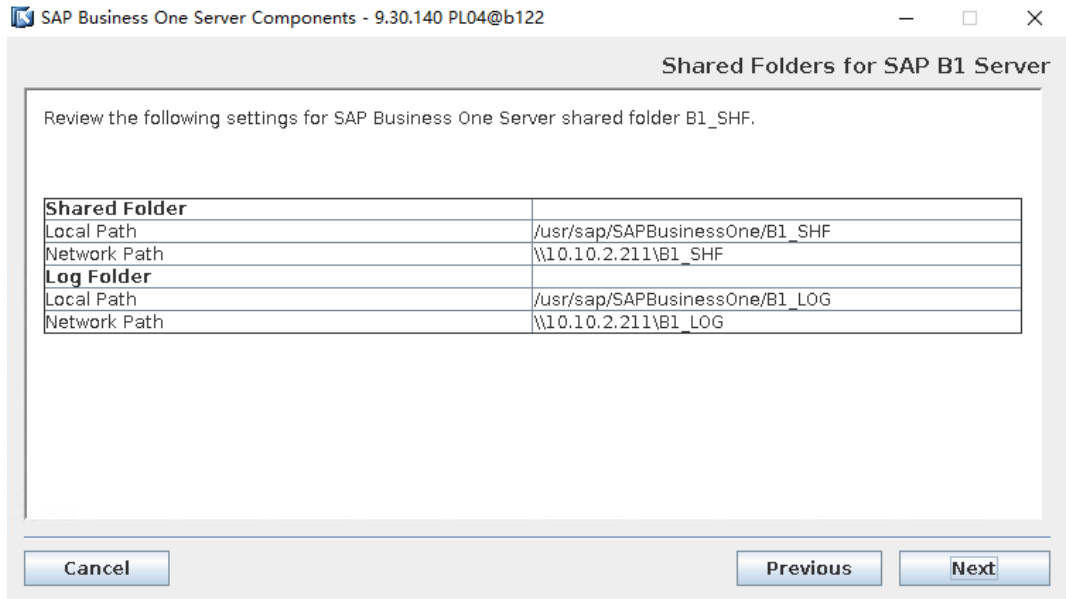 SAP Business One Server Components - 9.30.140 PL04@b122
Shared Folders for SAP B1 Server
Review the following settings for SAP Business One Server shared folder B1_SHF.
Shared Folder
Local Path /usr/sap/SAPBusinessOne/B1_SHF
Network Path \\10.10.2.211\B1_SHF
Log Folder
Local Path /usr/sap/SAPBusinessOne/B1_LOG
Network Path \\10.10.2.211\B1_LOG
Cancel Previous Next